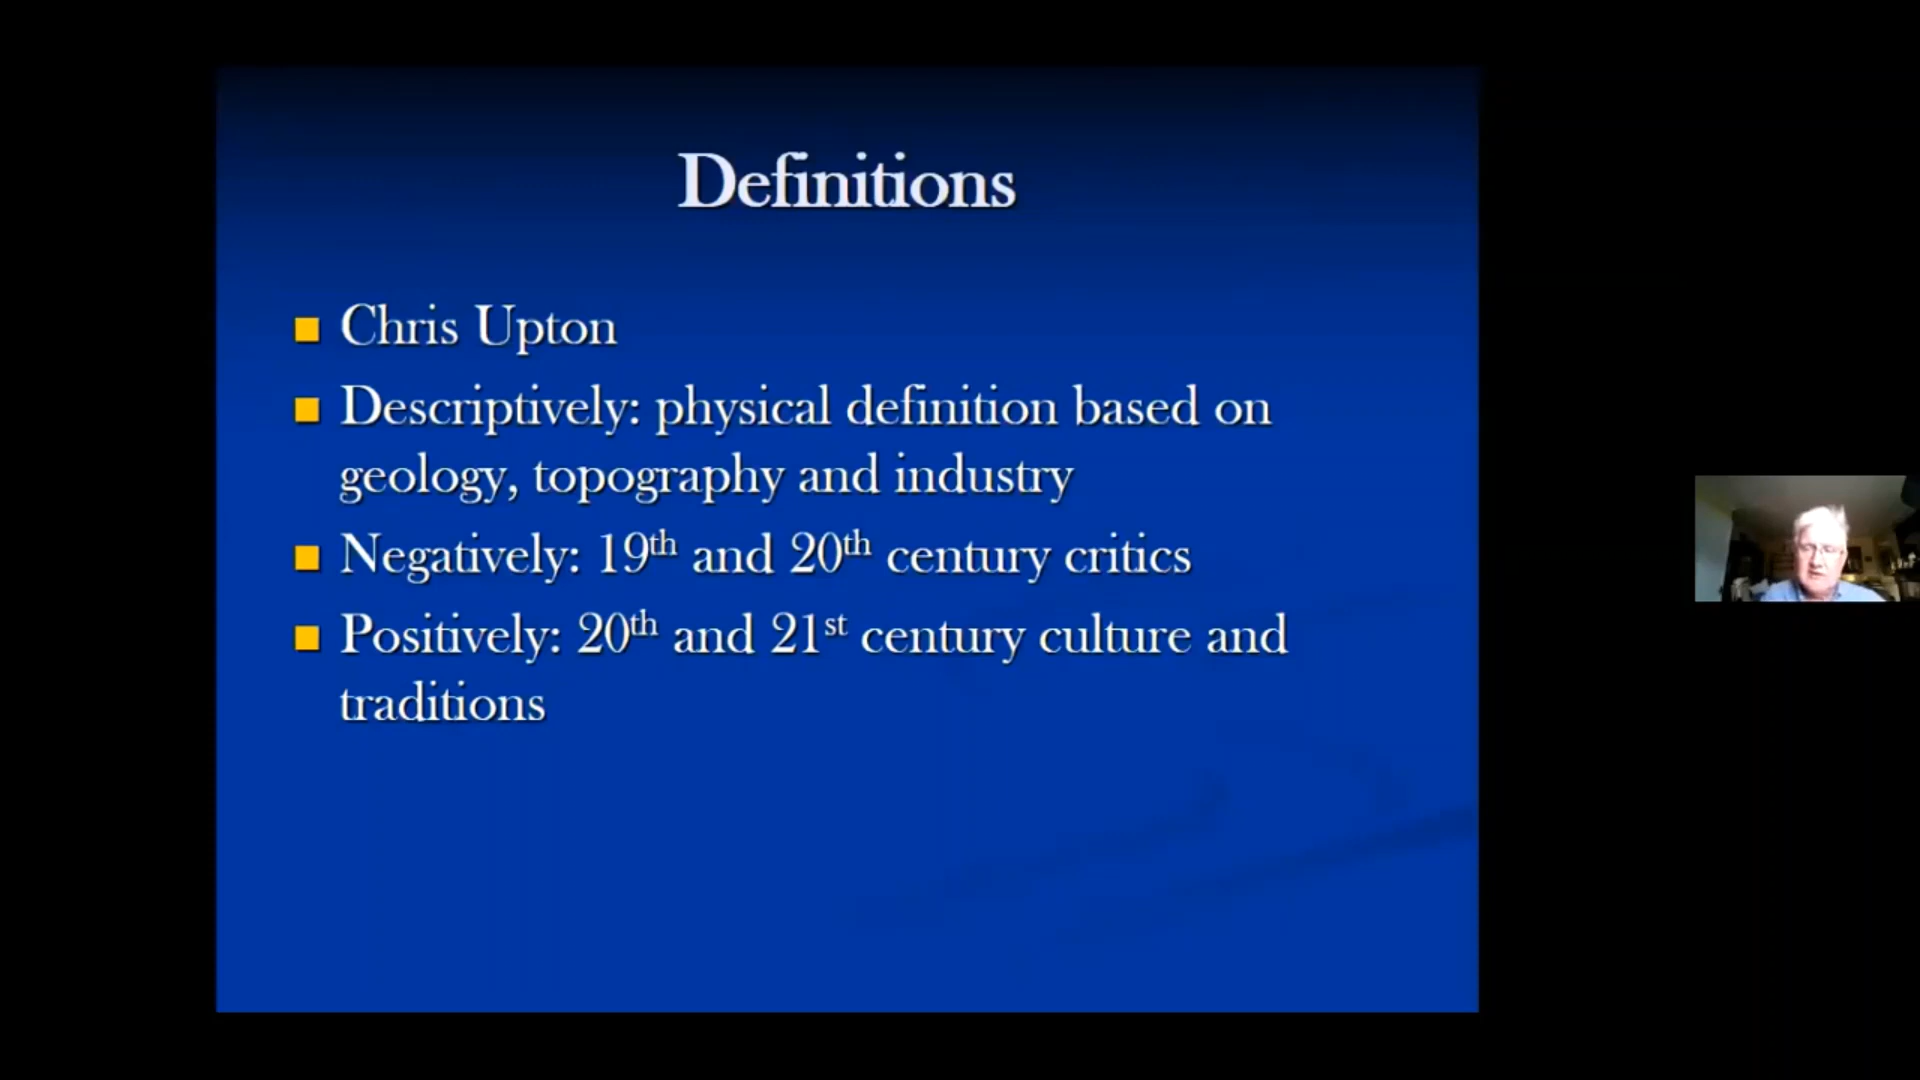 Definitions
Chris Upton
Descriptively: physical definition based on
geology, topography and industry
Negatively: 19th and 20th century critics
Positively: 20th and 21st century culture and
traditions